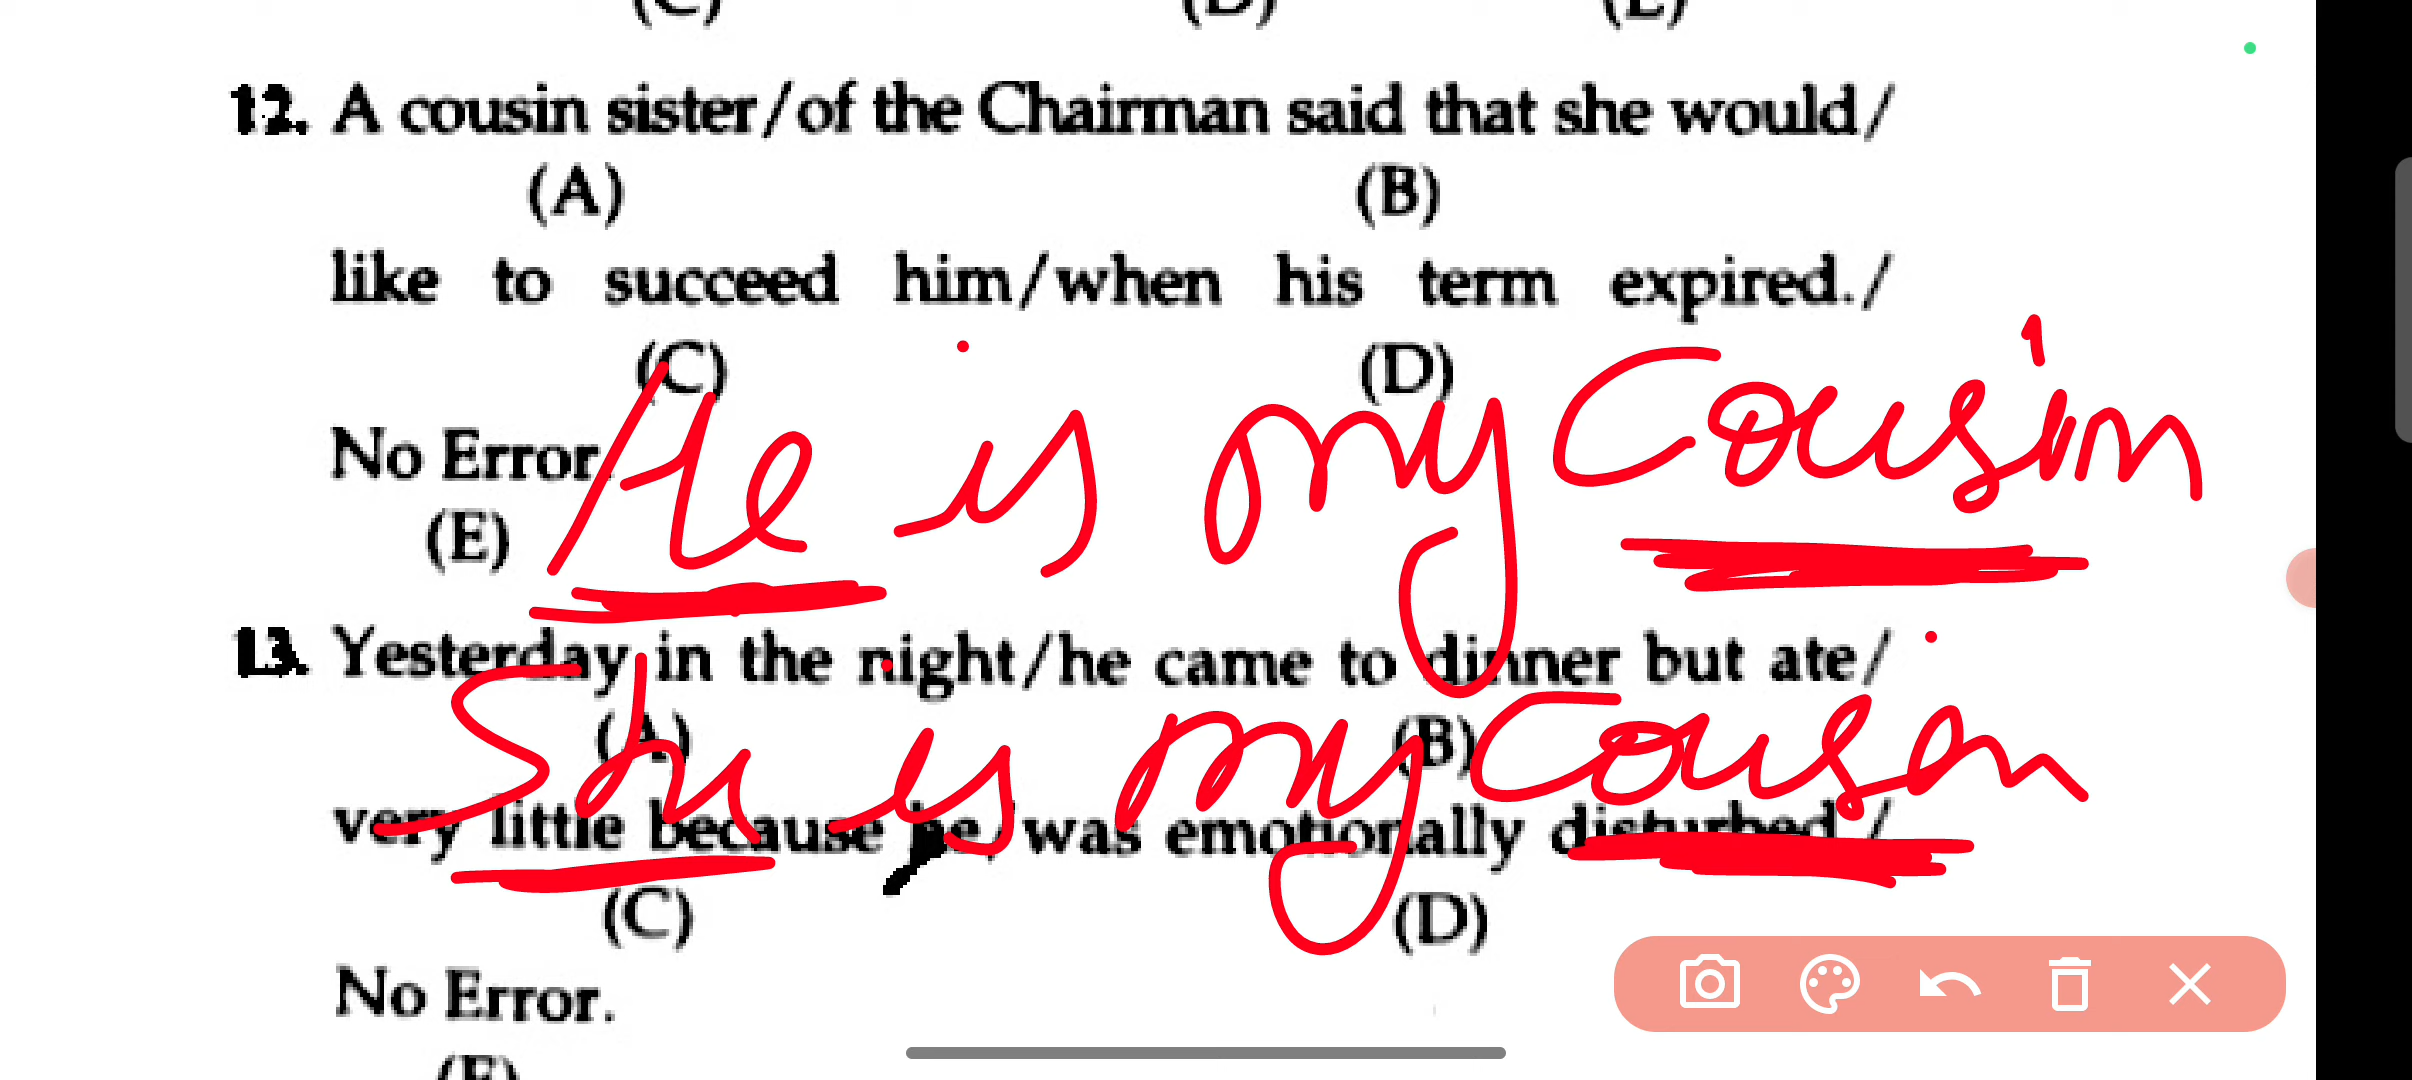 (C) (D) (E)
12. A cousin sister/of the Chairman said that she would/
(A) (B)
like to succeed him/when his term expired./
(C) (D)
No Error.
He is my Cousin
(E)
13. Yesterday in the night/he came to dinner but ate/
(A) (B)
She is my Cousin
very little because he/was emotionally disturbed./
(C) (D)
No Error.
(E)